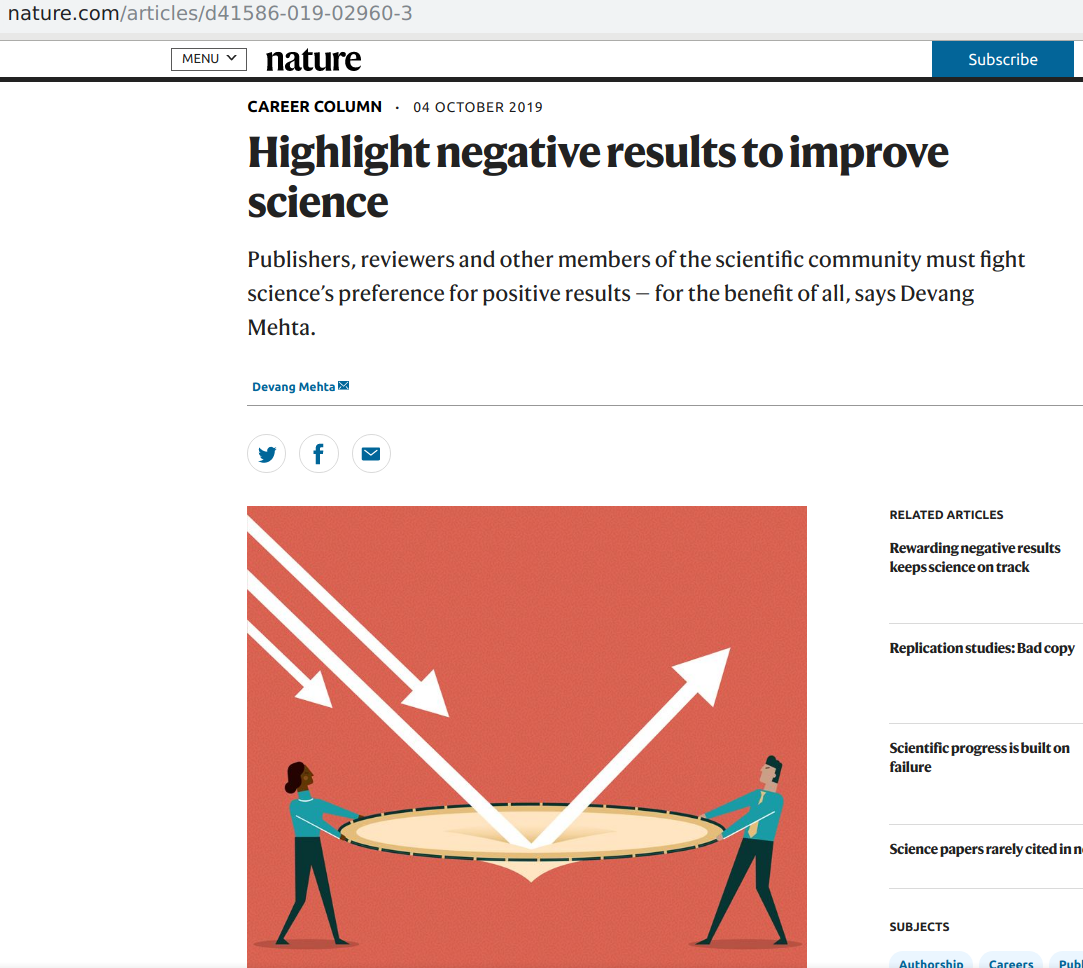 nature.com/articles/d41586-019-02960-3
MENU
nature
Subscribe
CAREER COLUMN · 04 OCTOBER 2019
Highlight negative results to improve
science
Publishers, reviewers and other members of the scientific community must fight
science’s preference for positive results — for the benefit of all, says Devang
Mehta.
Devang Mehta
RELATED ARTICLES
Rewarding negative results
keeps science on track
Replication studies: Bad copy
Scientific progress is built on
failure
Science papers rarely cited in
SUBJECTS
Authorship Careers